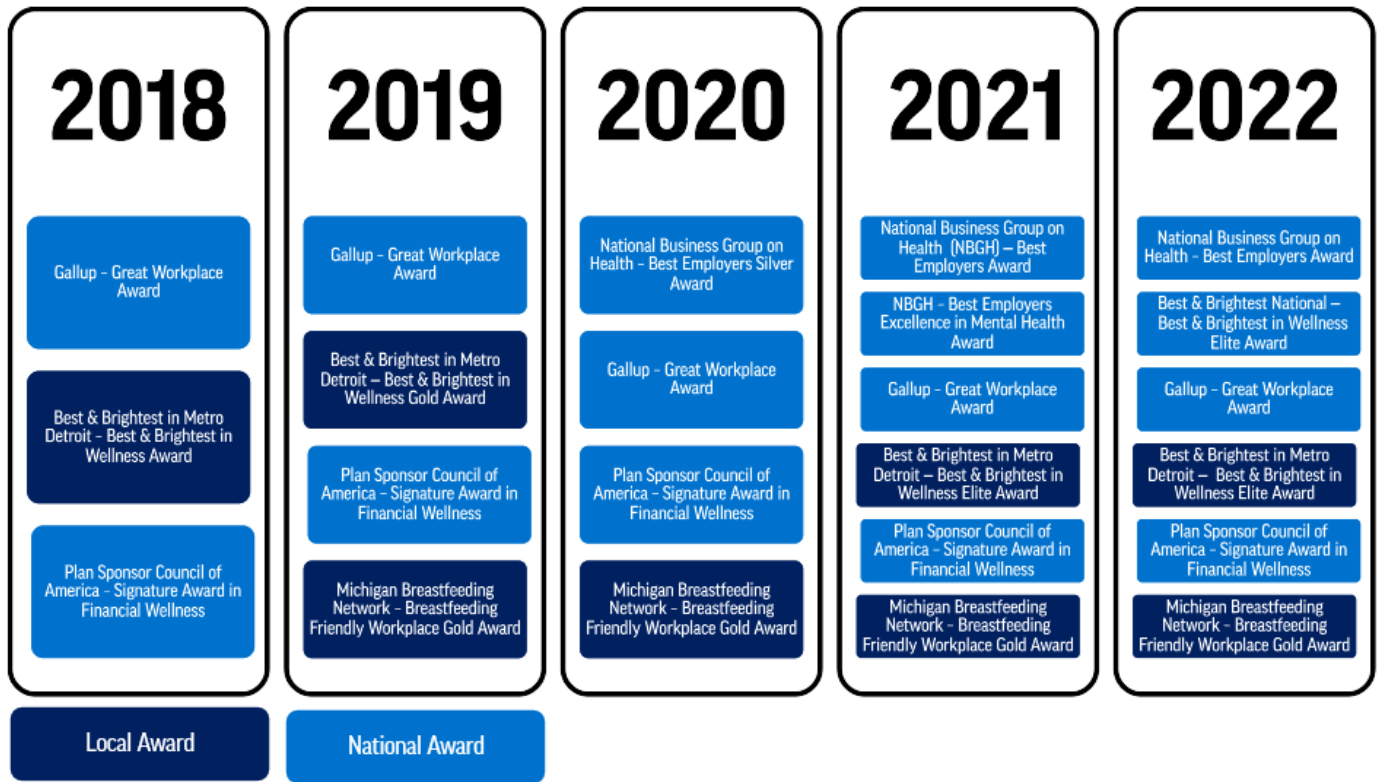 2018
Gallup - Great Workplace
Award
Best & Brightest in Metro
Detroit - Best & Brightest in
Wellness Award
Plan Sponsor Council of
America - Signature Award in
Financial Wellness
2019
Gallup - Great Workplace
Award
Best & Brightest in Metro
Detroit – Best & Brightest in
Wellness Gold Award
Plan Sponsor Council of
America - Signature Award in
Financial Wellness
Michigan Breastfeeding
Network - Breastfeeding
Friendly Workplace Gold Award
2020
National Business Group on
Health - Best Employers Silver
Award
Gallup - Great Workplace
Award
Plan Sponsor Council of
America - Signature Award in
Financial Wellness
Michigan Breastfeeding
Network - Breastfeeding
Friendly Workplace Gold Award
2021
National Business Group on
Health (NBGH) – Best
Employers Award
NBGH - Best Employers
Excellence in Mental Health
Award
Gallup - Great Workplace
Award
Best & Brightest in Metro
Detroit – Best & Brightest in
Wellness Elite Award
Plan Sponsor Council of
America - Signature Award in
Financial Wellness
Michigan Breastfeeding
Network - Breastfeeding
Friendly Workplace Gold Award
2022
National Business Group on
Health - Best Employers Award
Best & Brightest National –
Best & Brightest in Wellness
Elite Award
Gallup - Great Workplace
Award
Best & Brightest in Metro
Detroit - Best & Brightest in
Wellness Elite Award
Plan Sponsor Council of
America - Signature Award in
Financial Wellness
Michigan Breastfeeding
Network - Breastfeeding
Friendly Workplace Gold Award
Local Award
National Award